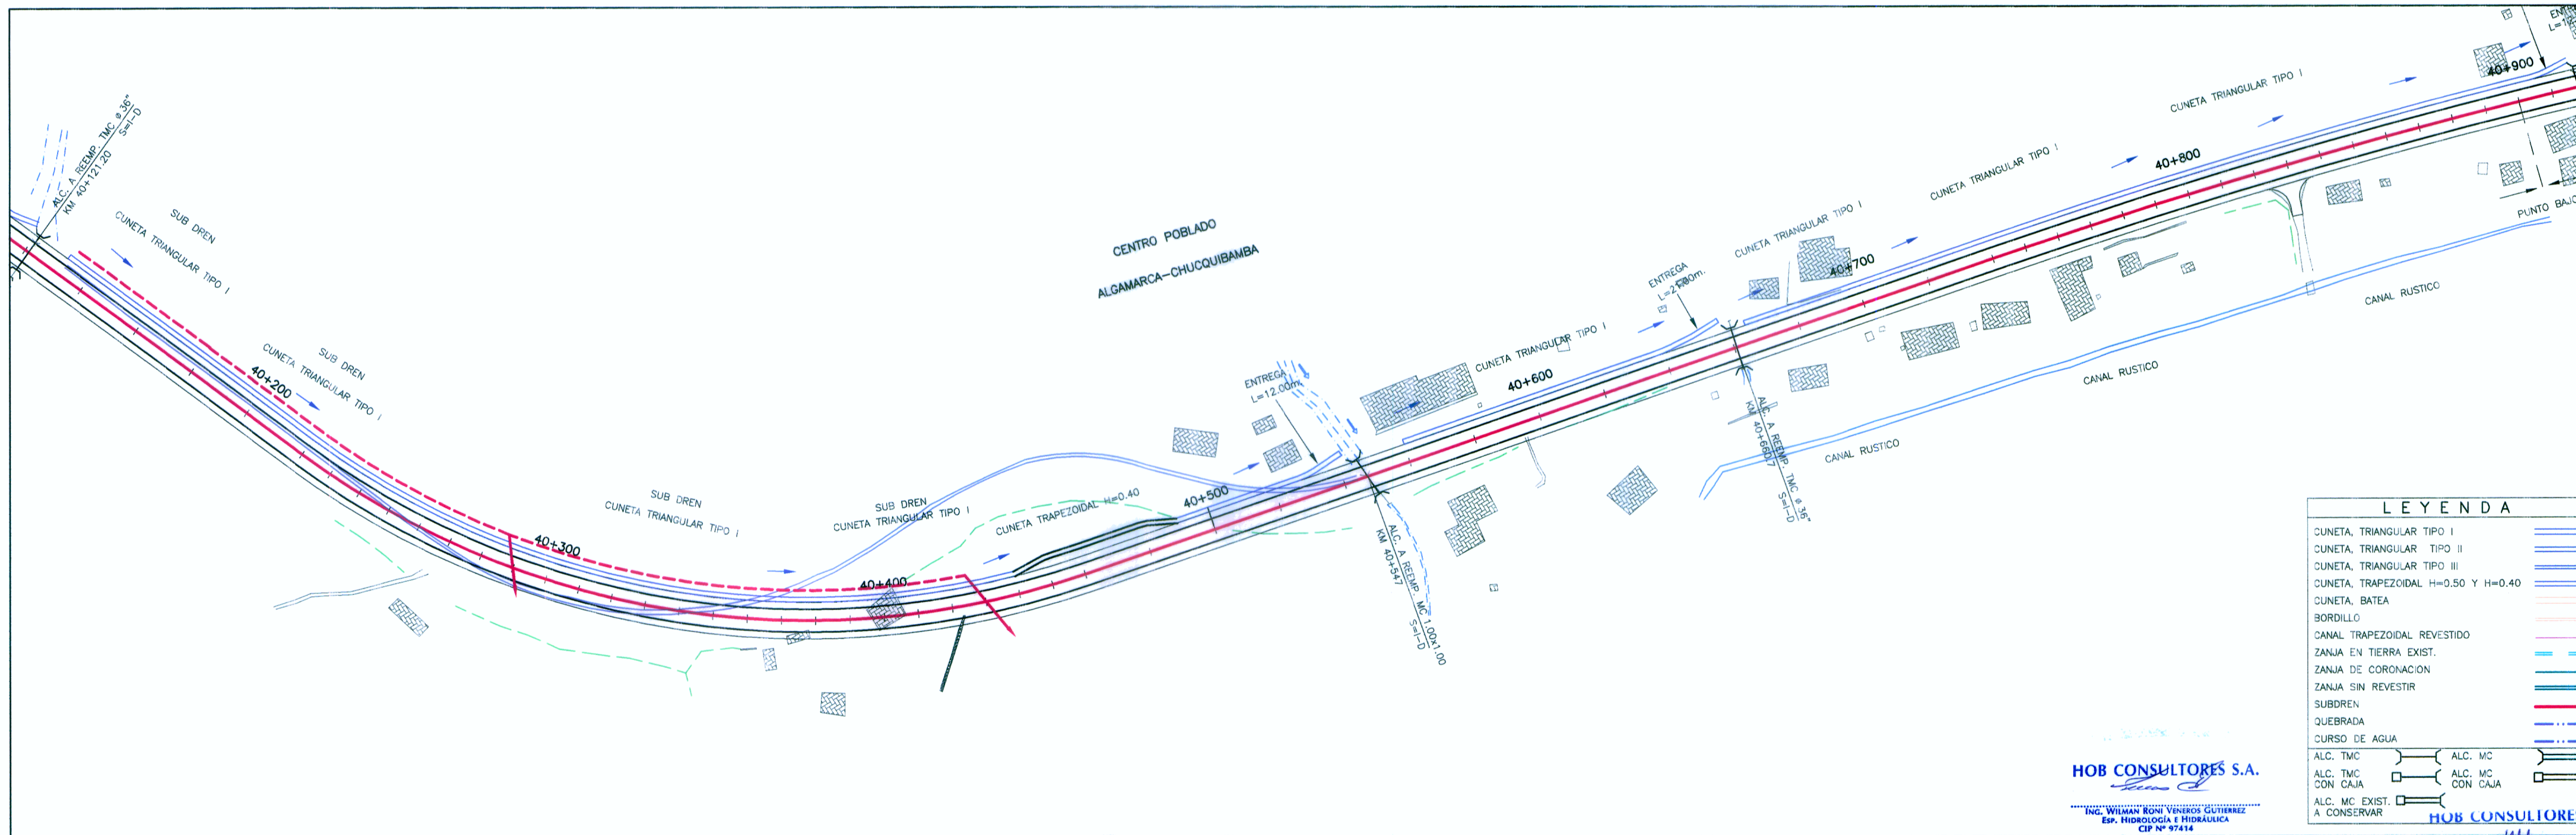 ALC. A REEMP. TMC ø 36"
KM 40+121.20 S=I-D
SUB DREN
CUNETA TRIANGULAR TIPO I
SUB DREN
CUNETA TRIANGULAR TIPO I
40+200
40+300
SUB DREN
CUNETA TRIANGULAR TIPO I
SUB DREN
CUNETA TRIANGULAR TIPO I
40+400
CUNETA TRAPEZOIDAL H=0.40
CENTRO POBLADO
ALGAMARCA-CHUCQUIBAMBA
40+500
ENTREGA
L=12.00m.
ALC. A REEMP. MC 1.00x1.00
KM 40+547 S=I-D
CUNETA TRIANGULAR TIPO I
40+600
ENTREGA
ALC. A REEMP. TMC ø 36"
S=I-D
CUNETA TRIANGULAR TIPO I
40+700
CUNETA TRIANGULAR TIPO I
40+800
CUNETA TRIANGULAR TIPO I
40+900
PUNTO BAJO
CANAL RUSTICO
CANAL RUSTICO
CANAL RUSTICO
LEYENDA
CUNETA, TRIANGULAR TIPO I
CUNETA, TRIANGULAR TIPO II
CUNETA, TRIANGULAR TIPO III
CUNETA, TRAPEZOIDAL H=0.50 Y H=0.40
CUNETA, BATEA
BORDILLO
CANAL TRAPEZOIDAL REVESTIDO
ZANJA EN TIERRA EXIST.
ZANJA DE CORONACION
ZANJA SIN REVESTIR
SUBDREN
QUEBRADA
CURSO DE AGUA
ALC. TMC ALC. MC
ALC. TMC CON CAJA ALC. MC CON CAJA
ALC. MC EXIST. A CONSERVAR
HOB CONSULTORES S.A.
ING. WILMAN RONI VENEROS GUTIERREZ
ESP. HIDROLOGÍA E HIDRÁULICA
CIP Nº 97414
HOB CONSULTORE